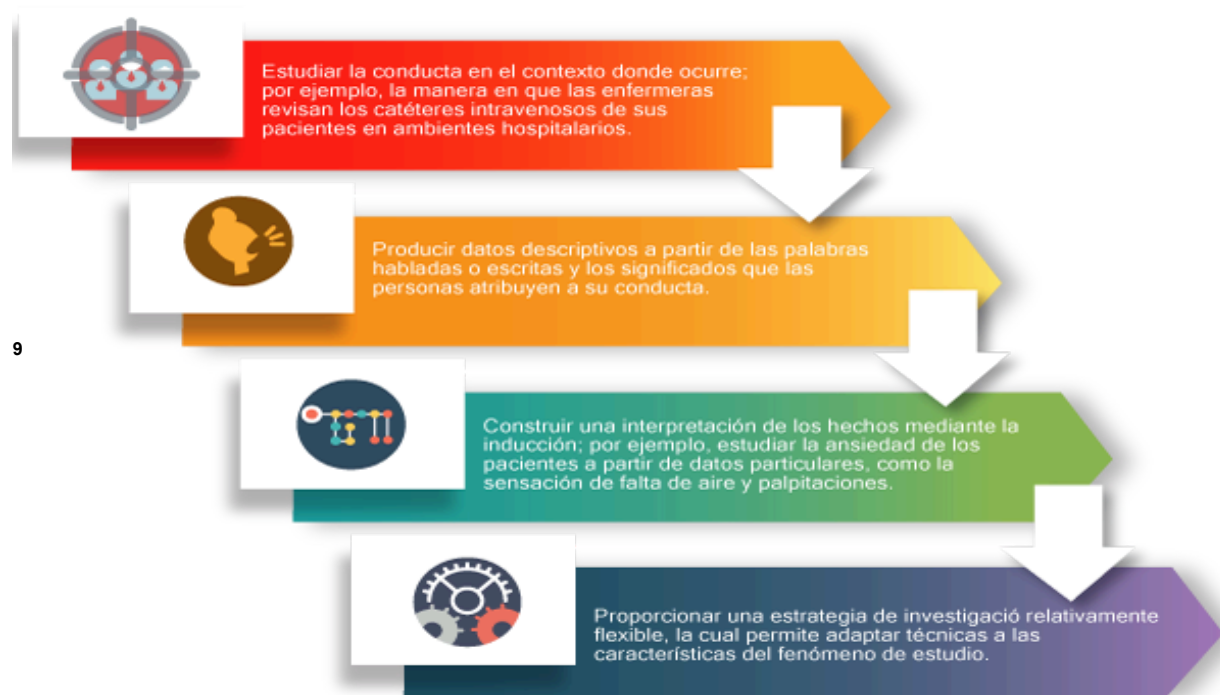 Estudiar la conducta en el contexto donde ocurre;
por ejemplo, la manera en que las enfermeras
revisan los catéteres intravenosos de sus
pacientes en ambientes hospitalarios.
Producir datos descriptivos a partir de las palabras
habladas o escritas y los significados que las
personas atribuyen a su conducta.
9
Construir una interpretación de los hechos mediante la
inducción; por ejemplo, estudiar la ansiedad de los
pacientes a partir de datos particulares, como la
sensación de falta de aire y palpitaciones.
Proporcionar una estrategia de investigació relativamente
flexible, la cual permite adaptar técnicas a las
características del fenómeno de estudio.